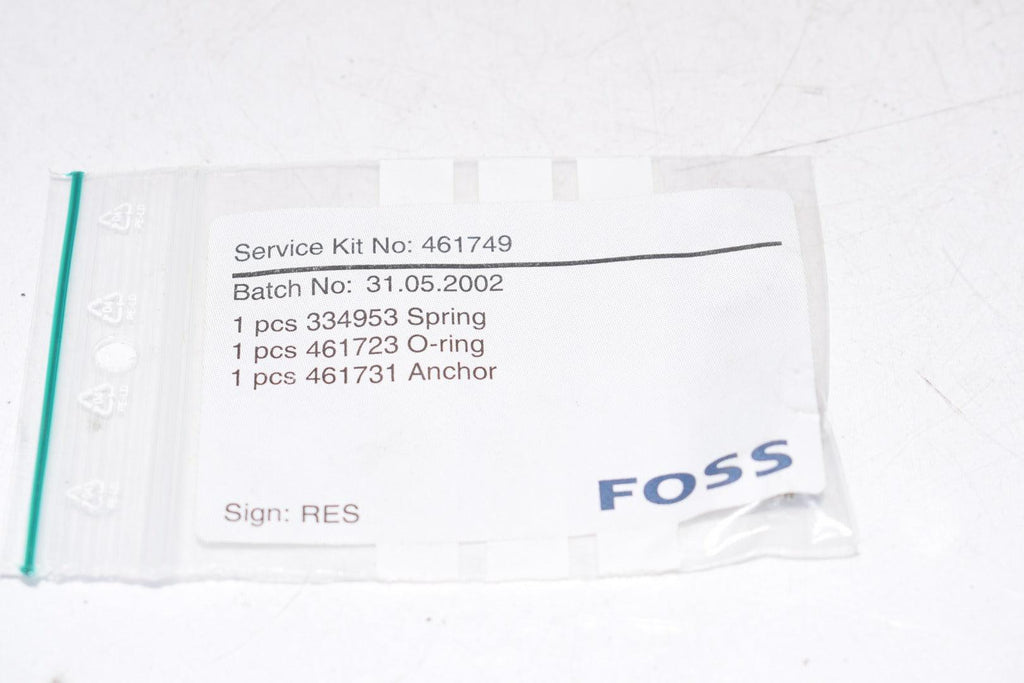 Service Kit No: 461749
Batch No: 31.05.2002
1 pcs 334953 Spring
1 pcs 461723 O-ring
1 pcs 461731 Anchor
Sign: RES
FOSS